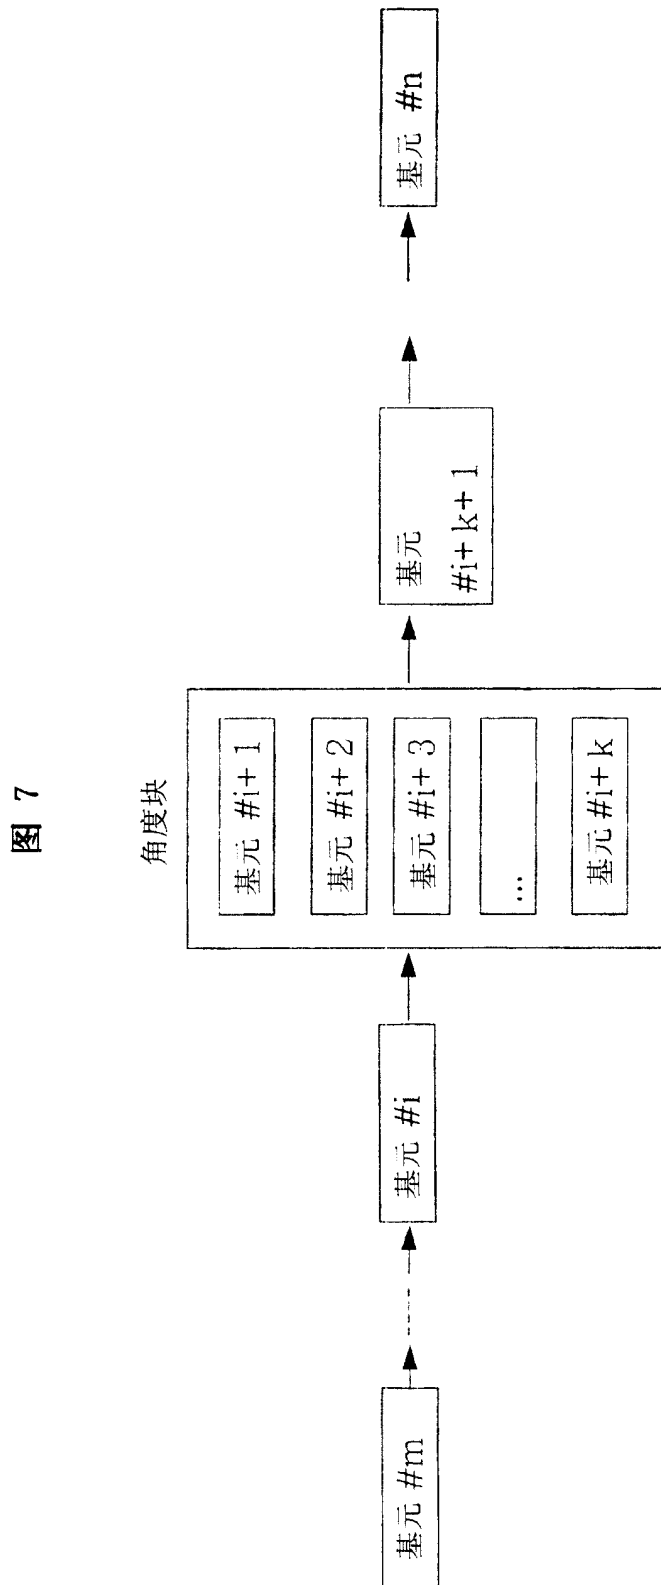 图 7
角度块
基元 #m
基元 #i
基元 #i+1
基元 #i+2
基元 #i+3
...
基元 #i+k
基元
#i+k+1
基元 #n